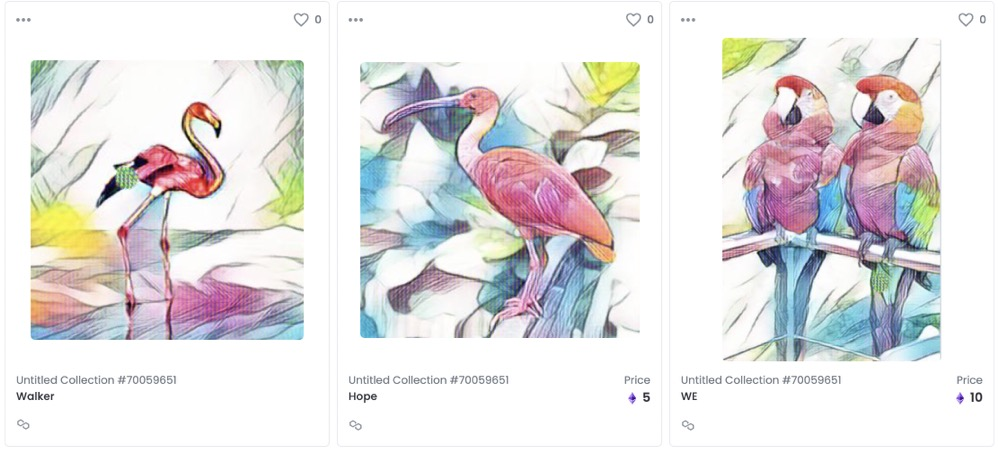 0
Untitled Collection #70059651
Walker
0
Untitled Collection #70059651
Price
Hope
5
0
Untitled Collection #70059651
Price
WE
10